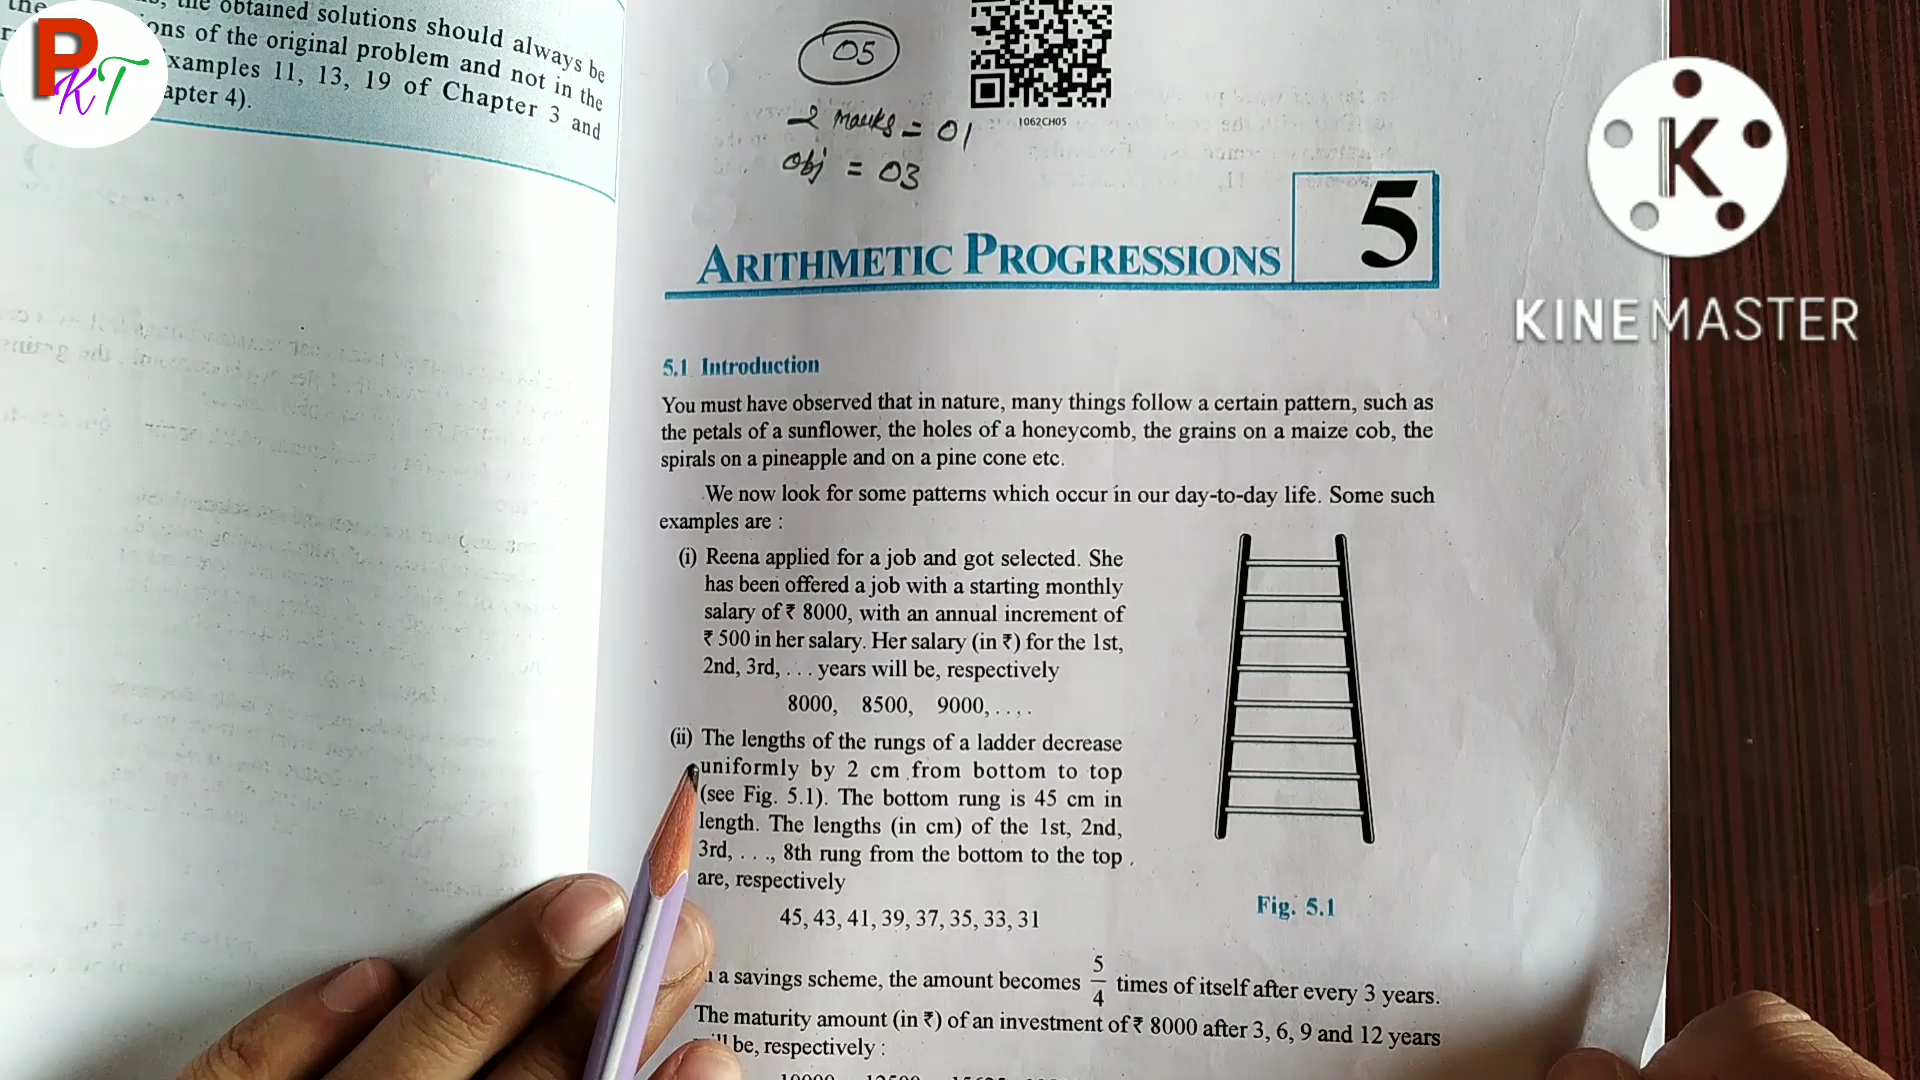 the obtained solutions should always be
ons of the original problem and not in the
xamples 11, 13, 19 of Chapter 3 and
apter 4).
PKT
05
2 marks = 01
Obj = 03
1062CH05
ARITHMETIC PROGRESSIONS
5
K
KINEMASTER
5.1 Introduction
You must have observed that in nature, many things follow a certain pattern, such as
the petals of a sunflower, the holes of a honeycomb, the grains on a maize cob, the
spirals on a pineapple and on a pine cone etc.
We now look for some patterns which occur in our day-to-day life. Some such
examples are :
(i) Reena applied for a job and got selected. She
has been offered a job with a starting monthly
salary of ₹ 8000, with an annual increment of
₹ 500 in her salary. Her salary (in ₹) for the 1st,
2nd, 3rd, . . . years will be, respectively
8000, 8500, 9000, . . . .
(ii) The lengths of the rungs of a ladder decrease
uniformly by 2 cm from bottom to top
(see Fig. 5.1). The bottom rung is 45 cm in
length. The lengths (in cm) of the 1st, 2nd,
3rd, . . ., 8th rung from the bottom to the top
are, respectively
45, 43, 41, 39, 37, 35, 33, 31
Fig. 5.1
a savings scheme, the amount becomes 5/4 times of itself after every 3 years.
The maturity amount (in ₹) of an investment of ₹ 8000 after 3, 6, 9 and 12 years
be, respectively :